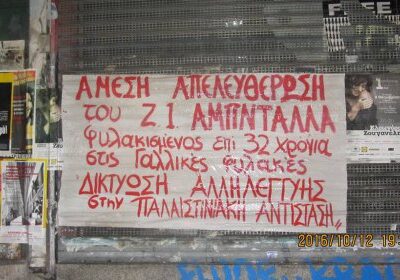 ΑΜΕΣΗ ΑΠΕΛΕΥΘΕΡΩΣΗ
του Ζ.Ι. ΑΜΠΝΤΑΛΛΑ
φυλακισμένος επί 32 χρόνια
στις Γαλλικές φυλακές
ΔΙΚΤΥΩΣΗ ΑΛΛΗΛΕΓΓΥΗΣ
στην ΠΑΛΑΙΣΤΙΝΙΑΚΗ ΑΝΤΙΣΤΑΣΗ
2016/10/12 19